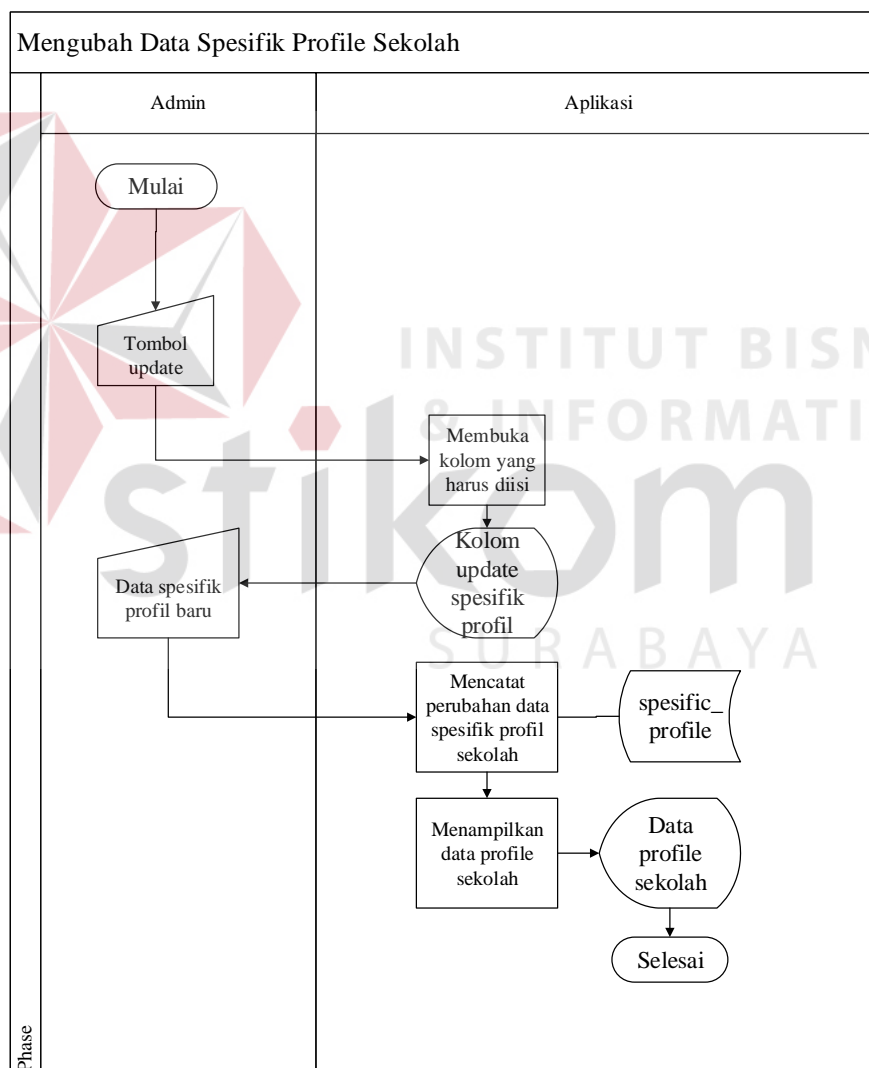 Mengubah Data Spesifik Profile Sekolah
Admin
Aplikasi
Mulai
Tombol
update
INSTITUT BISN
& INFORMATI
stikom
SURABAYA
Membuka
kolom yang
harus diisi
Kolom
update
spesifik
profil
Data spesifik
profil baru
Mencatat
perubahan data
spesifik profil
sekolah
spesific_
profile
Menampilkan
data profile
sekolah
Data
profile
sekolah
Selesai
Phase